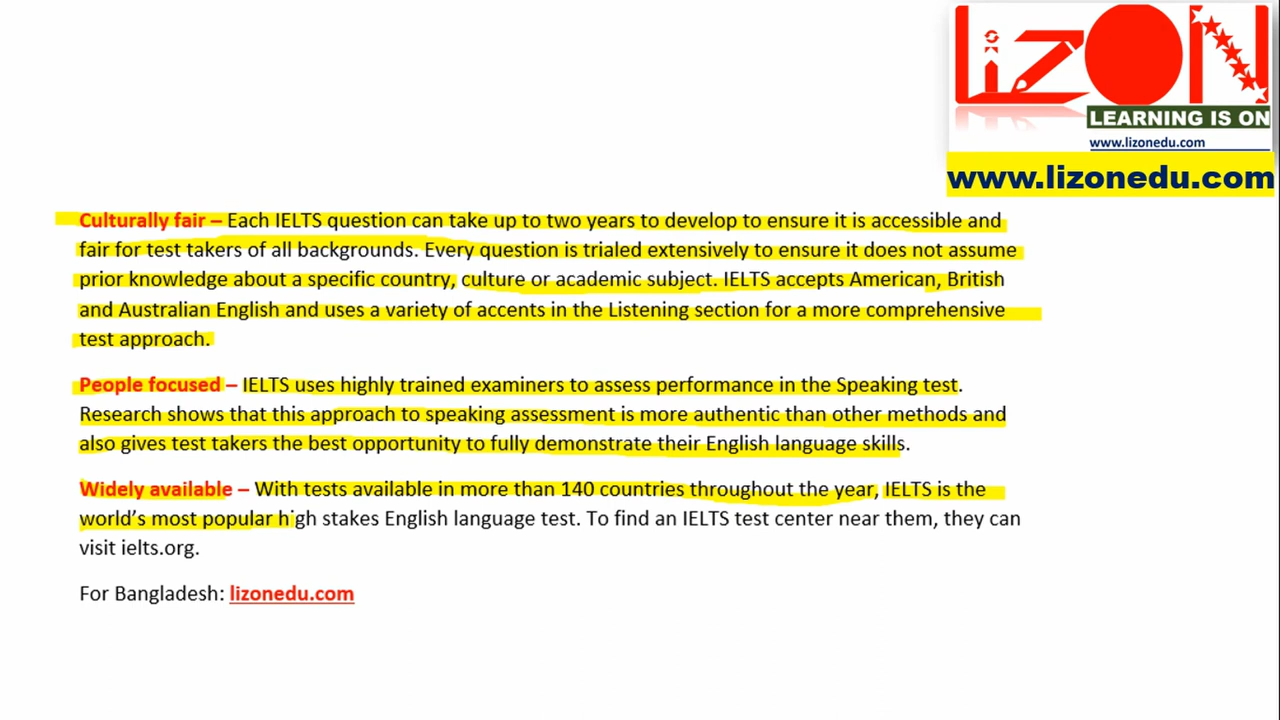 LiZON
LEARNING IS ON
www.lizonedu.com
www.lizonedu.com
Culturally fair – Each IELTS question can take up to two years to develop to ensure it is accessible and
fair for test takers of all backgrounds. Every question is trialed extensively to ensure it does not assume
prior knowledge about a specific country, culture or academic subject. IELTS accepts American, British
and Australian English and uses a variety of accents in the Listening section for a more comprehensive
test approach.
People focused – IELTS uses highly trained examiners to assess performance in the Speaking test.
Research shows that this approach to speaking assessment is more authentic than other methods and
also gives test takers the best opportunity to fully demonstrate their English language skills.
Widely available – With tests available in more than 140 countries throughout the year, IELTS is the
world’s most popular high stakes English language test. To find an IELTS test center near them, they can
visit ielts.org.
For Bangladesh: lizonedu.com